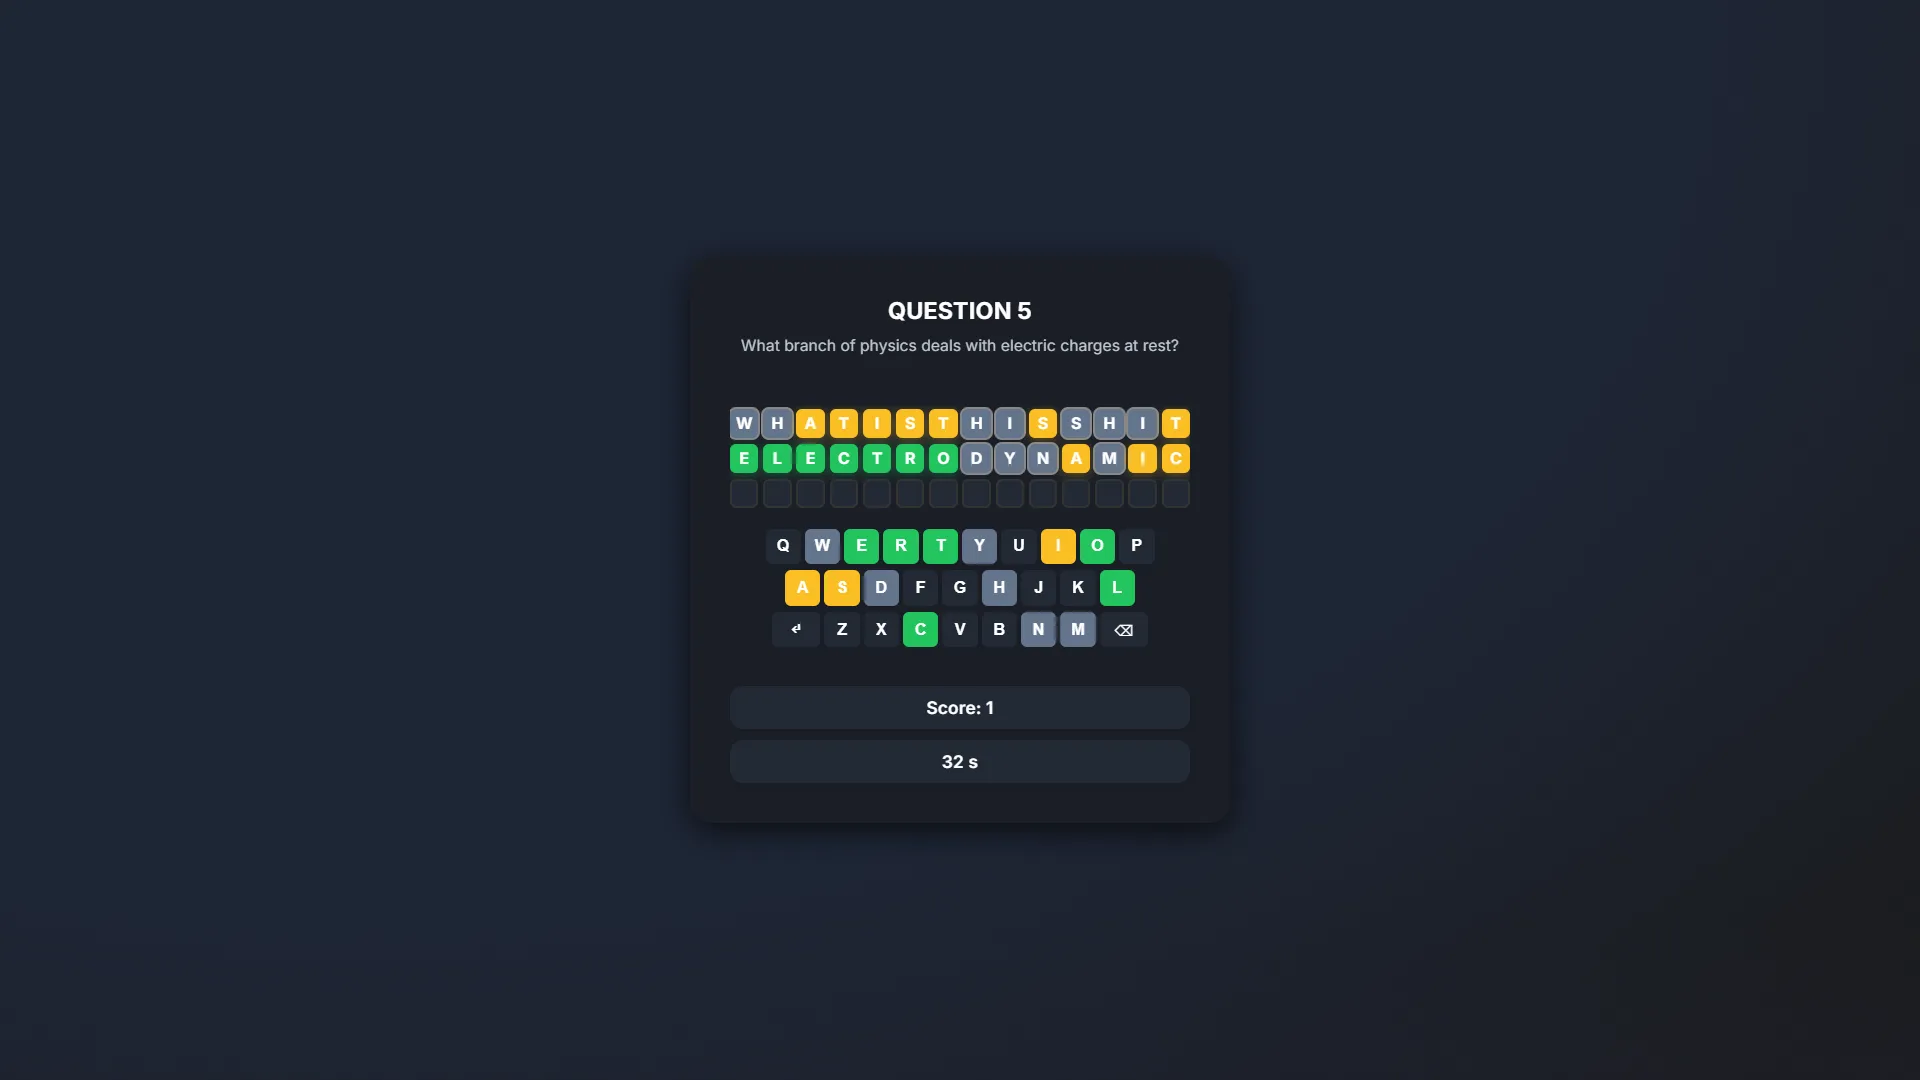 QUESTION 5
What branch of physics deals with electric charges at rest?
W H A T I S T H I S S H I T
E L E C T R O D Y N A M I C
Q W E R T Y U I O P
A S D F G H J K L
↵ Z X C V B N M ⌫
Score: 1
32 s